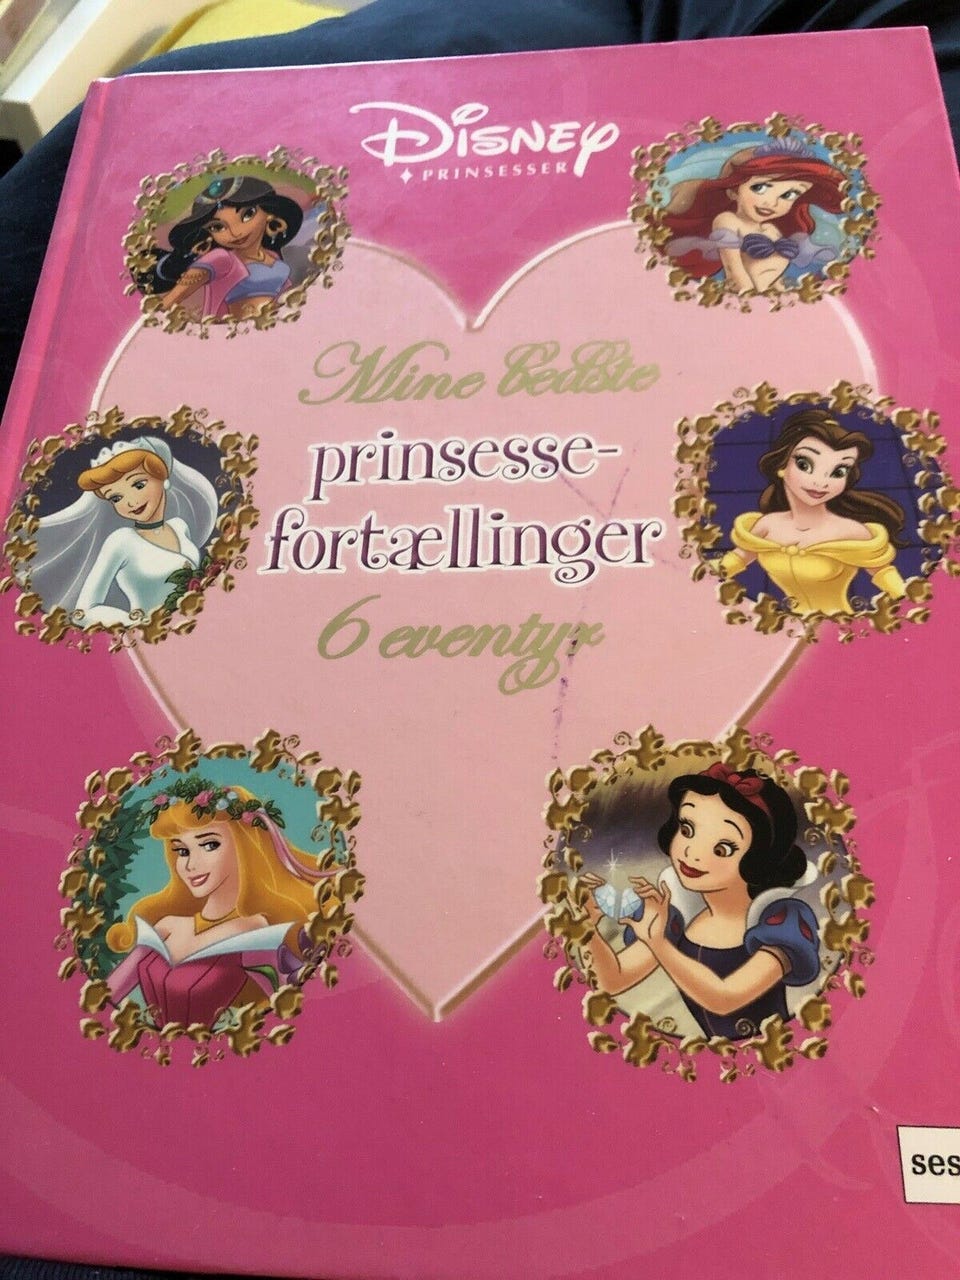 Disney
PRINSESSER
Mine bedste
prinsesse-
fortællinger
6 eventyr
ses